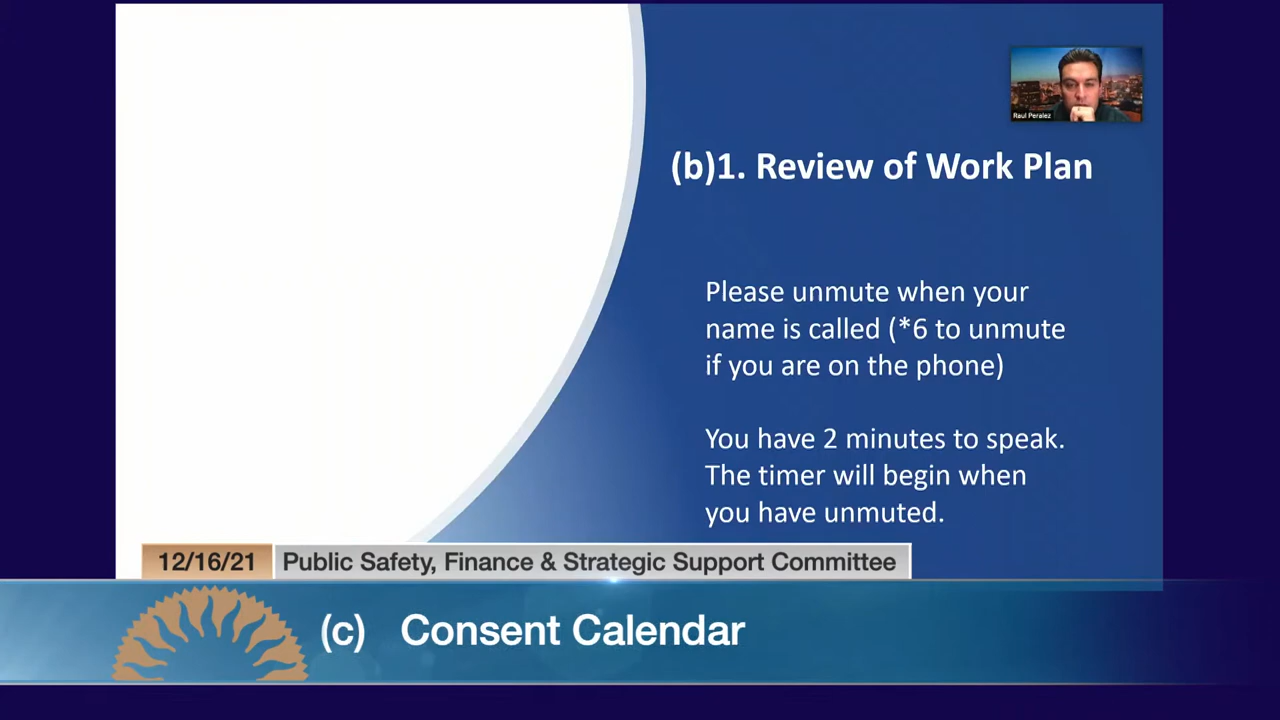 Raul Peralez
(b)1. Review of Work Plan
Please unmute when your
name is called (*6 to unmute
if you are on the phone)
You have 2 minutes to speak.
The timer will begin when
you have unmuted.
12/16/21 Public Safety, Finance & Strategic Support Committee
(c) Consent Calendar